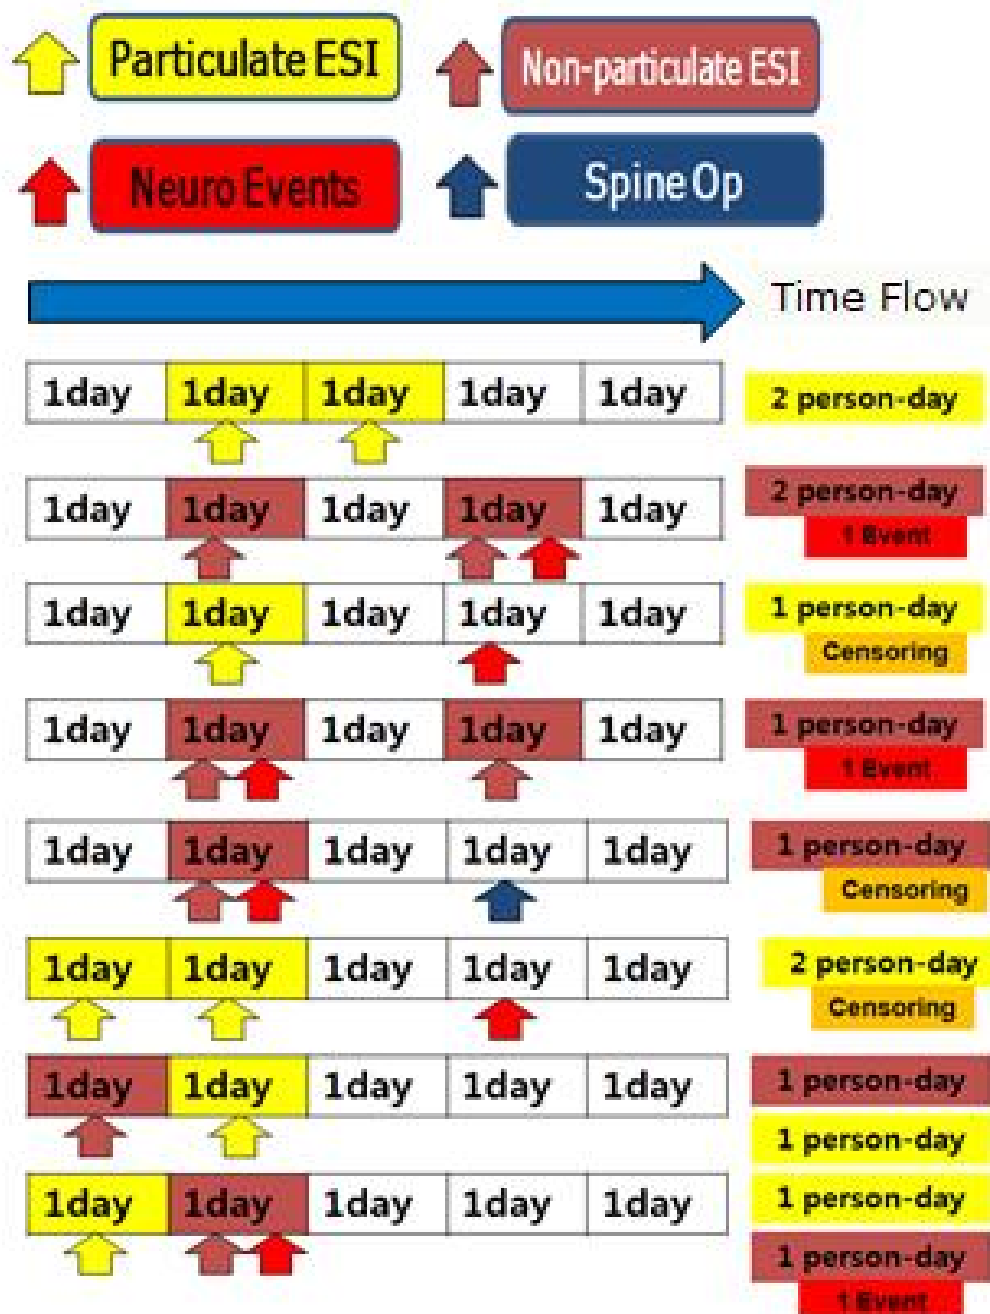 Particulate ESI Non-particulate ESI
Neuro Events Spine Op
Time Flow
1day 1day 1day 1day 1day 2 person-day
1day 1day 1day 1day 1day 2 person-day
1 Event
1day 1day 1day 1day 1day 1 person-day
Censoring
1day 1day 1day 1day 1day 1 person-day
1 Event
1day 1day 1day 1day 1day 1 person-day
Censoring
1day 1day 1day 1day 1day 2 person-day
Censoring
1day 1day 1day 1day 1day 1 person-day
1 person-day
1day 1day 1day 1day 1day 1 person-day
1 person-day
1 Event